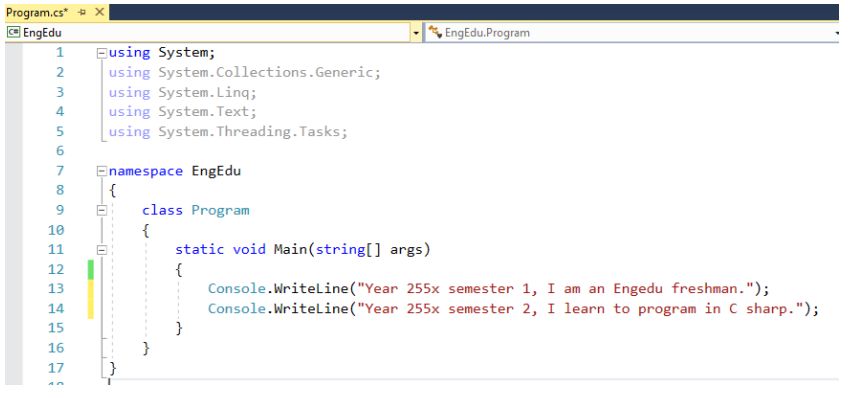 Program.cs*
EngEdu EngEdu.Program
1 using System;
2 using System.Collections.Generic;
3 using System.Linq;
4 using System.Text;
5 using System.Threading.Tasks;
6
7 namespace EngEdu
8 {
9 class Program
10 {
11 static void Main(string[] args)
12 {
13 Console.WriteLine("Year 255x semester 1, I am an Engedu freshman.");
14 Console.WriteLine("Year 255x semester 2, I learn to program in C sharp.");
15 }
16 }
17 }